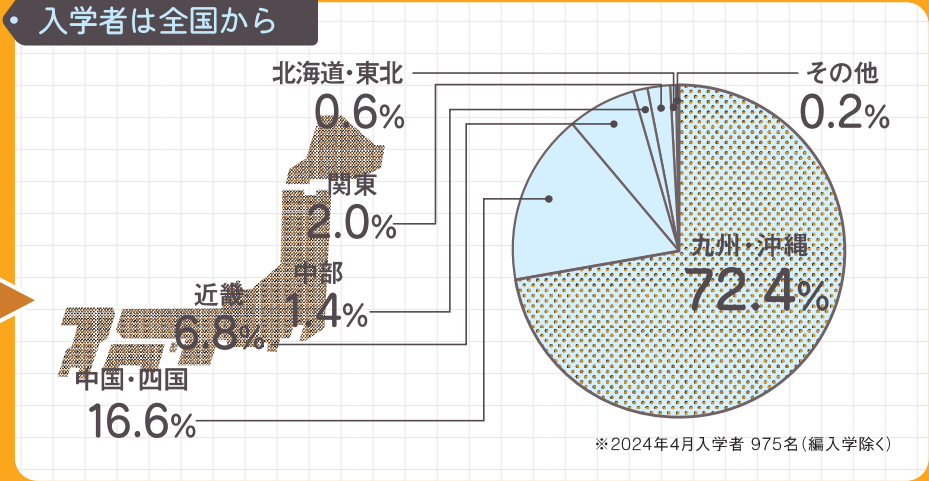 入学者は全国から
北海道・東北
0.6%
その他
0.2%
関東
2.0%
九州・沖縄
72.4%
中部
1.4%
近畿
6.8%
中国・四国
16.6%
※2024年4月入学者 975名（編入学除く）